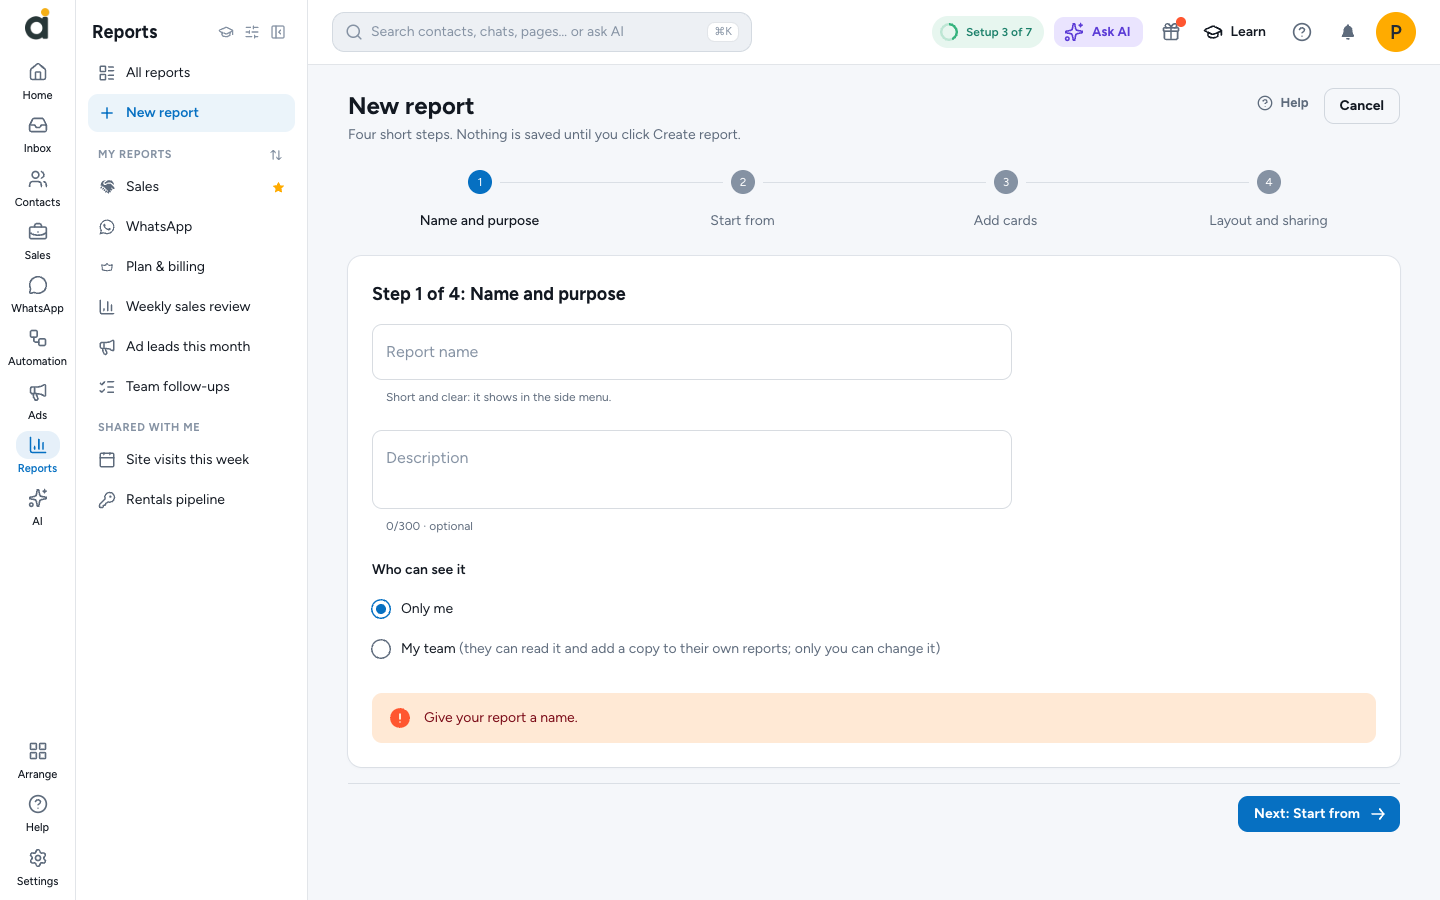 Reports
Search contacts, chats, pages... or ask AI
⌘K
Setup 3 of 7
Ask AI
Learn
P
Home
Inbox
Contacts
Sales
WhatsApp
Automation
Ads
Reports
AI
Arrange
Help
Settings
All reports
New report
MY REPORTS
Sales
WhatsApp
Plan & billing
Weekly sales review
Ad leads this month
Team follow-ups
SHARED WITH ME
Site visits this week
Rentals pipeline
New report
Four short steps. Nothing is saved until you click Create report.
Help
Cancel
1
Name and purpose
2
Start from
3
Add cards
4
Layout and sharing
Step 1 of 4: Name and purpose
Report name
Short and clear: it shows in the side menu.
Description
0/300 · optional
Who can see it
Only me
My team (they can read it and add a copy to their own reports; only you can change it)
Give your report a name.
Next: Start from